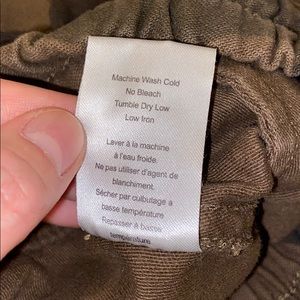 Machine Wash Cold
No Bleach
Tumble Dry Low
Low Iron
Laver à la machine
à l'eau froide.
Ne pas utiliser d'agent de
blanchiment.
Sécher par culbutage à
basse température
Repasser à basse
température